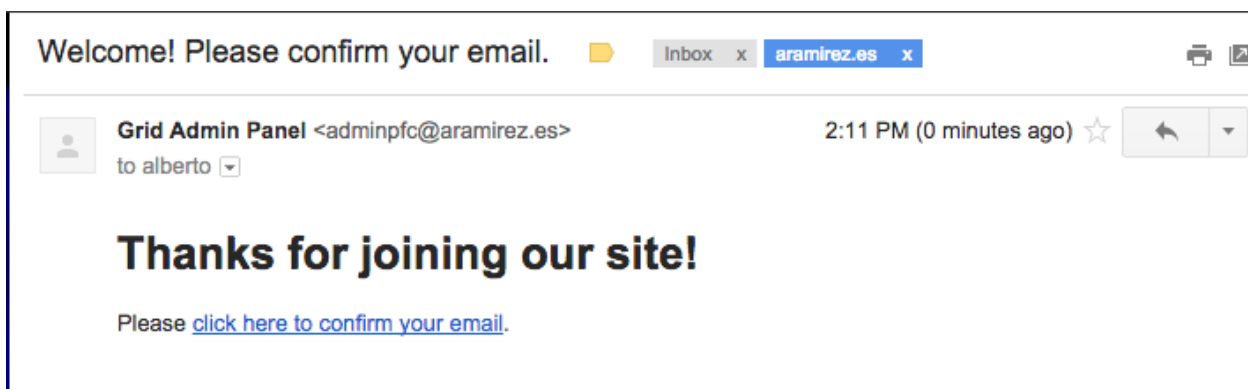 Welcome! Please confirm your email. Inbox x aramirez.es x
Grid Admin Panel <adminpfc@aramirez.es> 2:11 PM (0 minutes ago)
to alberto
Thanks for joining our site!
Please click here to confirm your email.